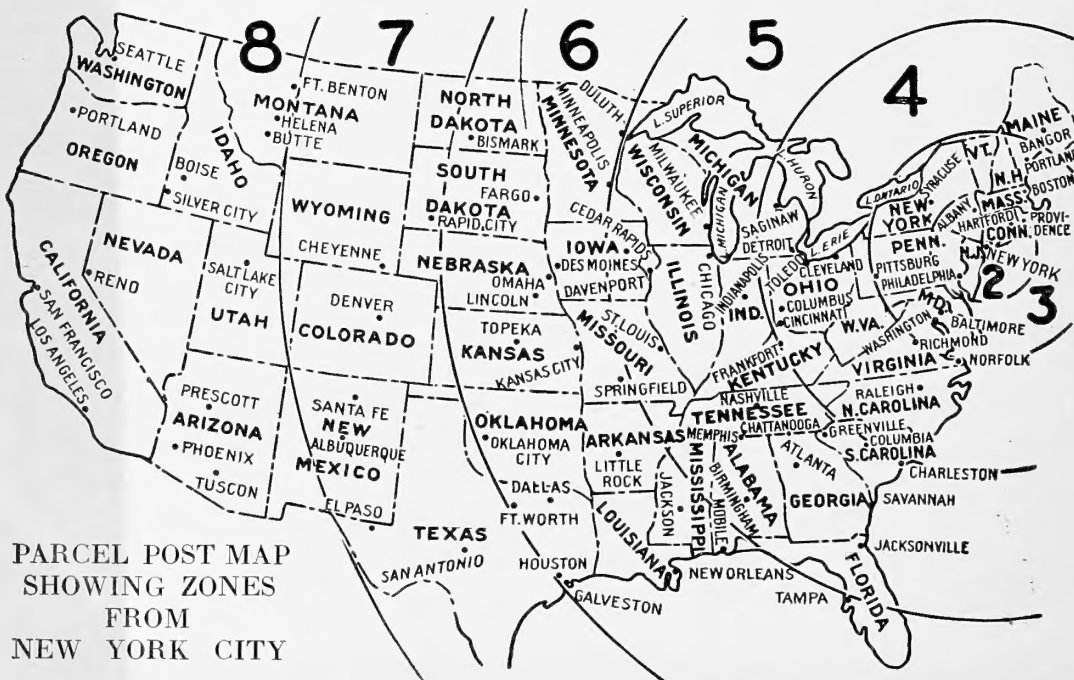 8
7
6
5
4
2
3
SEATTLE
WASHINGTON
PORTLAND
OREGON
IDAHO
BOISE
SILVER CITY
FT. BENTON
MONTANA
HELENA
BUTTE
NORTH
DAKOTA
BISMARK
SOUTH
FARGO
DAKOTA
RAPID CITY
WYOMING
CHEYENNE
NEBRASKA
OMAHA
LINCOLN
NEVADA
RENO
CALIFORNIA
SAN FRANCISCO
LOS ANGELES
SALT LAKE
CITY
UTAH
DENVER
COLORADO
TOPEKA
KANSAS
KANSAS CITY
PRESCOTT
ARIZONA
PHOENIX
TUSCON
SANTA FE
NEW
ALBUQUERQUE
MEXICO
EL PASO
OKLAHOMA
OKLAHOMA
CITY
DALLAS
FT. WORTH
TEXAS
SAN ANTONIO
HOUSTON
GALVESTON
DULUTH
MINNEAPOLIS
MINNESOTA
L. SUPERIOR
WISCONSIN
MILWAUKEE
MICHIGAN
L. MICHIGAN
HURON
SAGINAW
DETROIT
CEDAR RAPIDS
IOWA
DES MOINES
DAVENPORT
ILLINOIS
CHICAGO
INDIANAPOLIS
IND.
TOLEDO
L. ERIE
CLEVELAND
OHIO
COLUMBUS
CINCINNATI
ST. LOUIS
MISSOURI
SPRINGFIELD
FRANKFORT
KENTUCKY
W. VA.
NASHVILLE
TENNESSEE
MEMPHIS
CHATTANOOGA
ARKANSAS
LITTLE
ROCK
MISSISSIPPI
JACKSON
ALABAMA
BIRMINGHAM
MOBILE
LOUISIANA
NEW ORLEANS
ATLANTA
GEORGIA
SAVANNAH
JACKSONVILLE
FLORIDA
TAMPA
RALEIGH
N. CAROLINA
GREENVILLE
COLUMBIA
S. CAROLINA
CHARLESTON
VIRGINIA
NORFOLK
RICHMOND
WASHINGTON
MD.
BALTIMORE
L. ONTARIO
SYRACUSE
NEW
YORK
ALBANY
PENN.
PITTSBURG
PHILADELPHIA
N.J.
NEW YORK
VT.
N.H.
MAINE
BANGOR
PORTLAND
MASS.
BOSTON
HARTFORD
CONN.
PROVI-
DENCE
PARCEL POST MAP
SHOWING ZONES
FROM
NEW YORK CITY